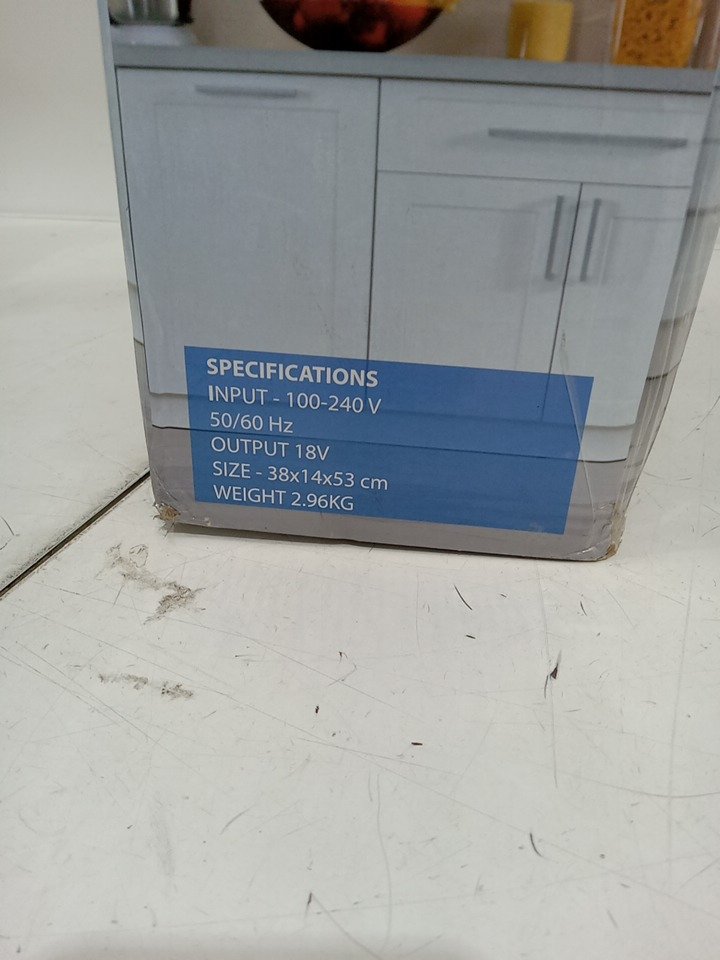 SPECIFICATIONS
INPUT - 100-240 V
50/60 Hz
OUTPUT 18V
SIZE - 38x14x53 cm
WEIGHT 2.96KG